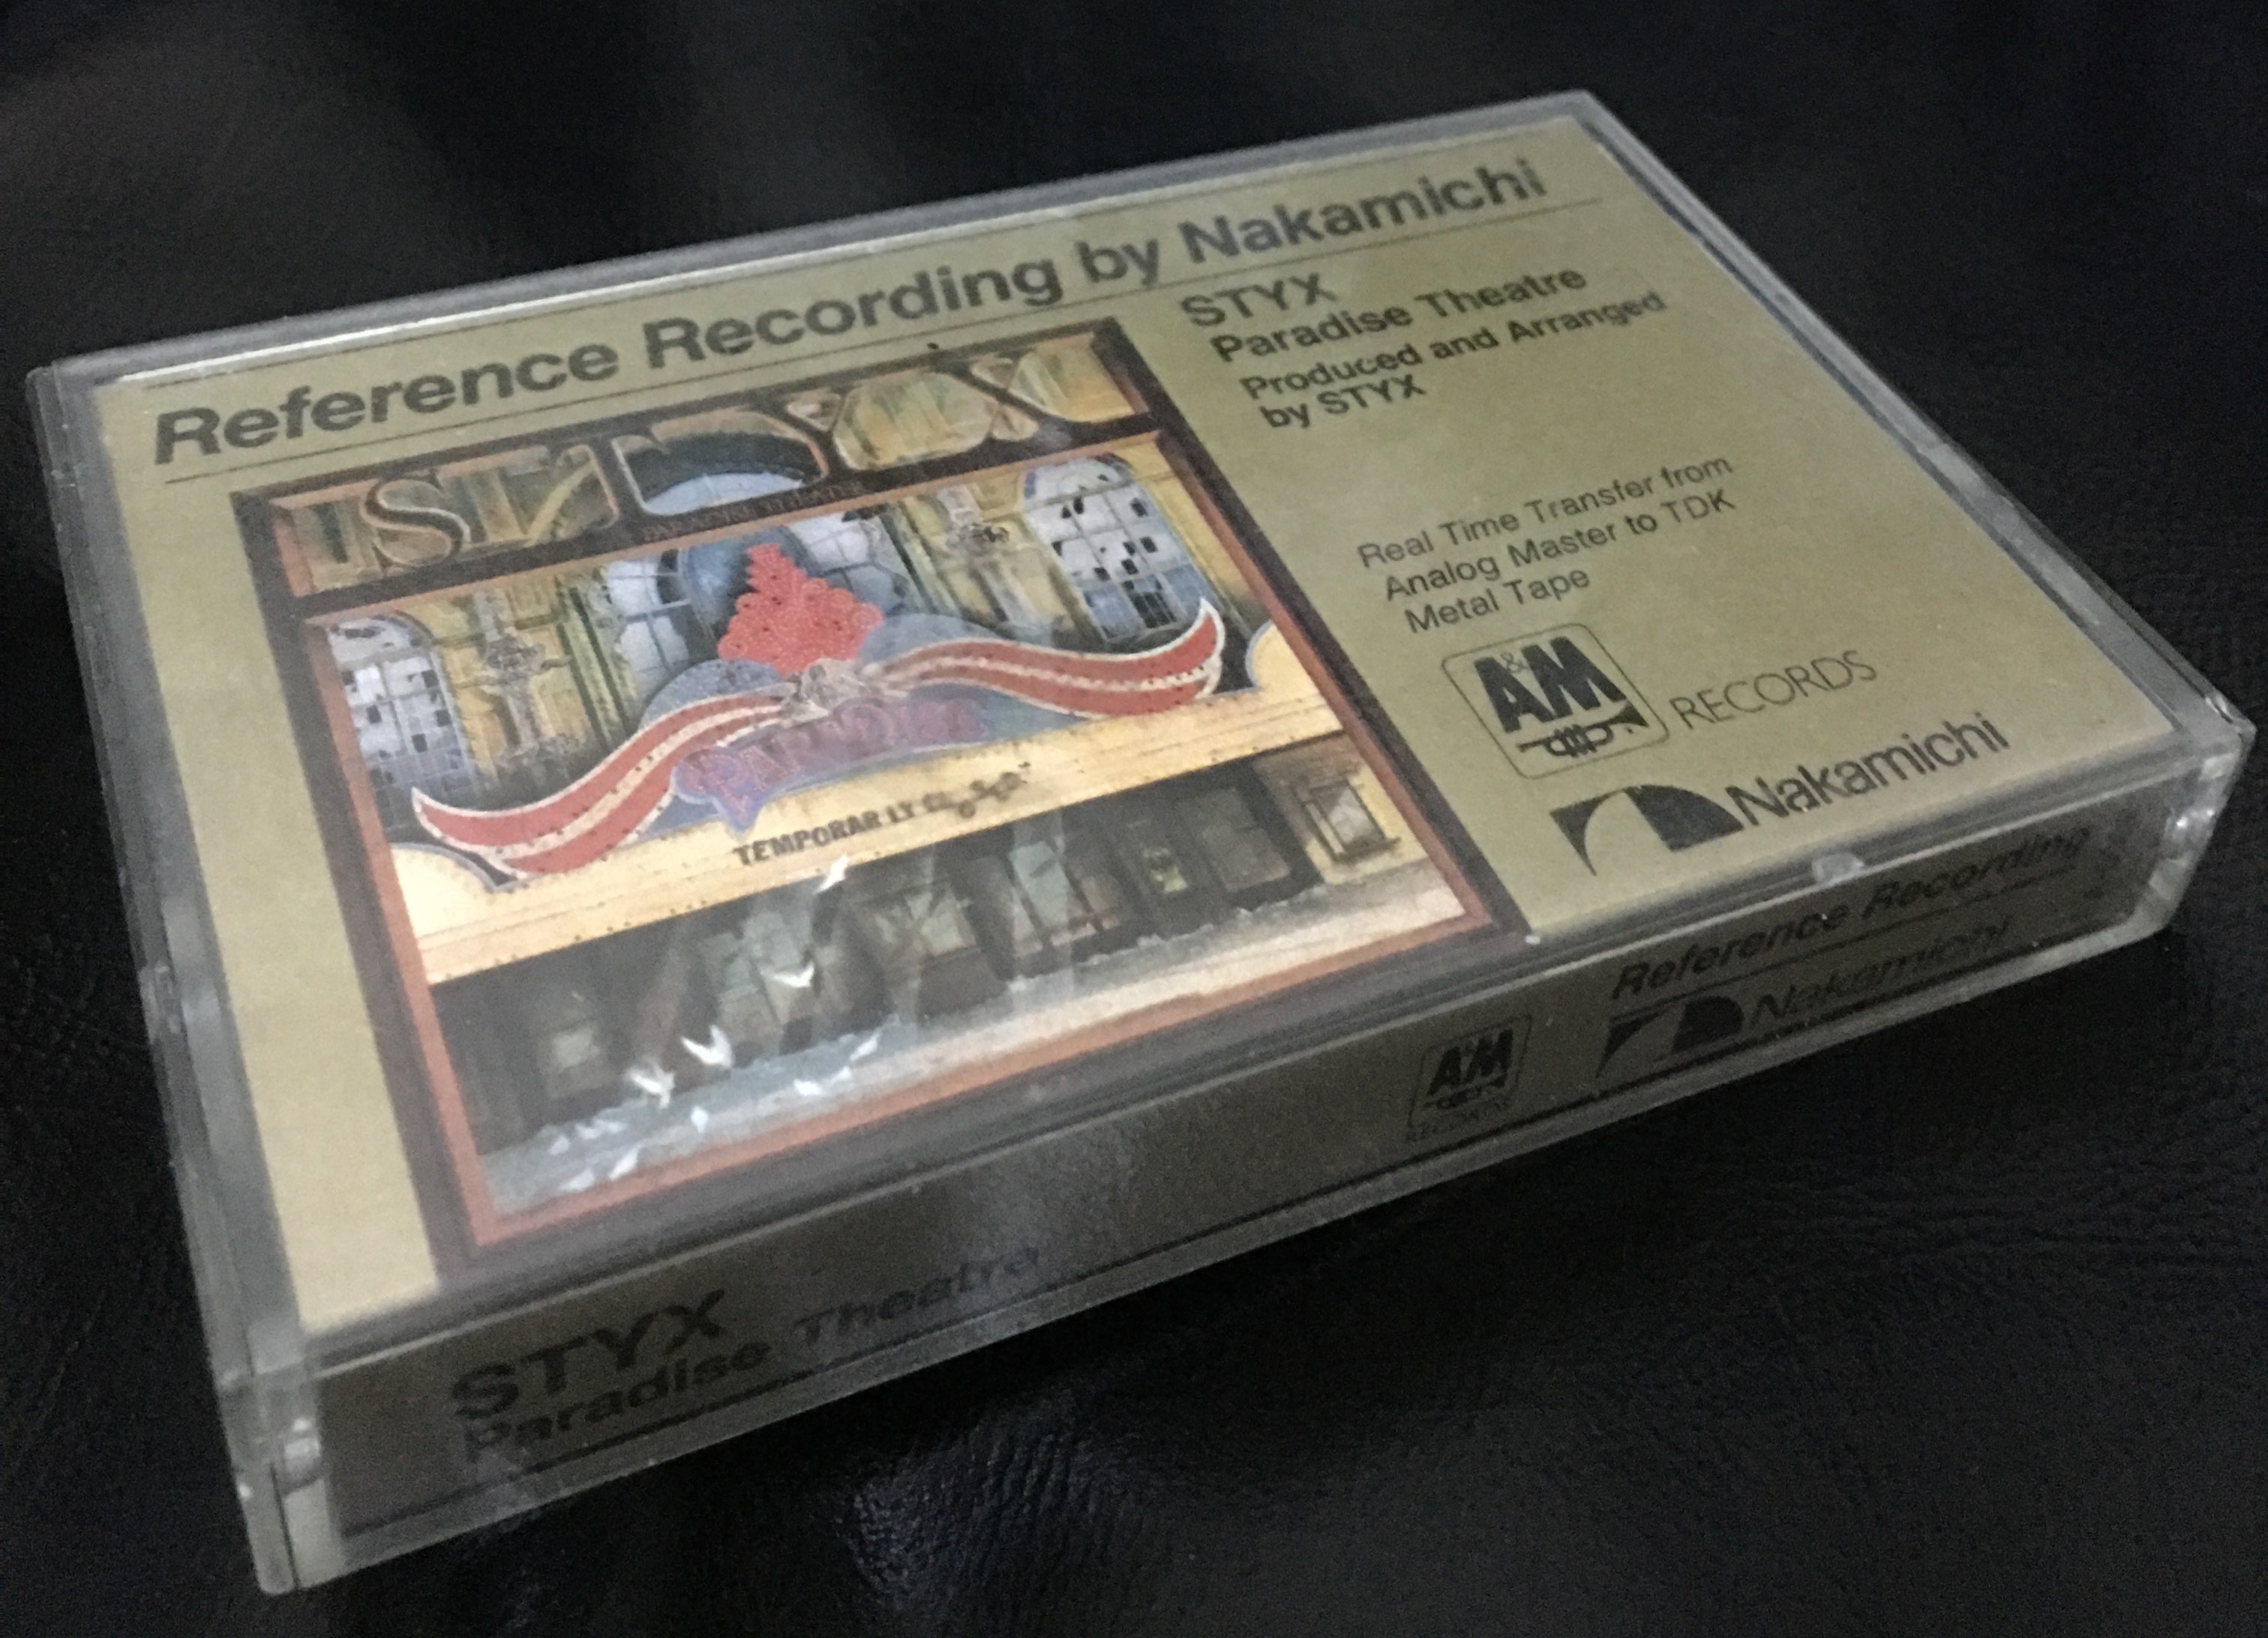 Reference Recording by Nakamichi
STYX
Paradise Theatre
Produced and Arranged
by STYX
Real Time Transfer from
Analog Master to TDK
Metal Tape
A&M
RECORDS
Nakamichi
STYX
PARADISE THEATRE
PARADISE
TEMPORARILY CLOSED
STYX
Paradise Theatre
A&M
RECORDS
Reference Recording
Nakamichi